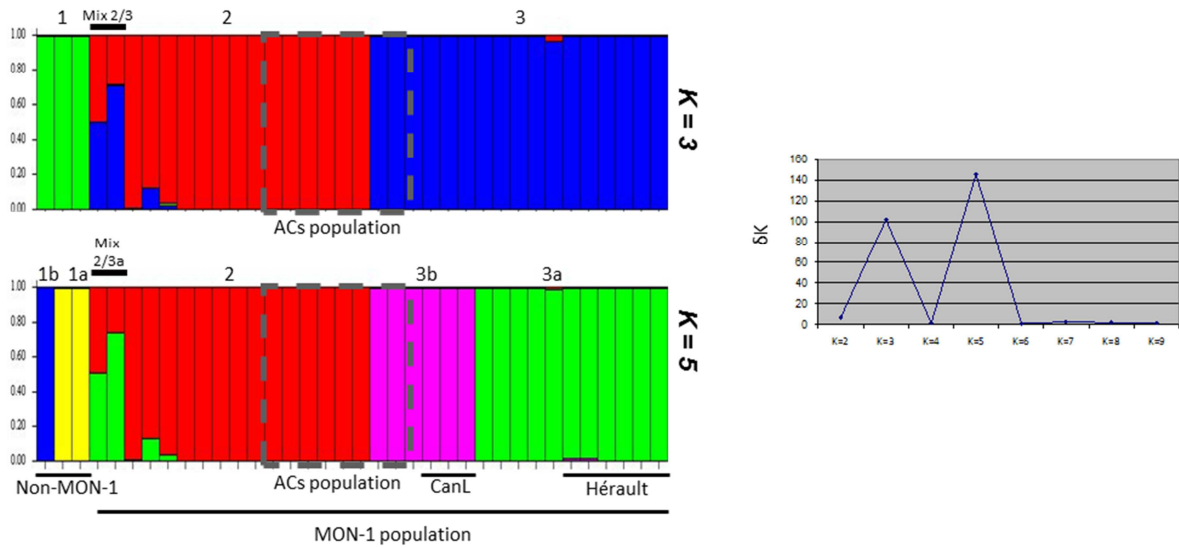 1
Mix 2/3
2
3
1.00
0.80
0.60
0.40
0.20
0.00
K = 3
ACs population
1b 1a
Mix
2/3a
2
3b
3a
1.00
0.80
0.60
0.40
0.20
0.00
K = 5
Non-MON-1
ACs population
CanL
Hérault
MON-1 population
160
140
120
100
80
60
40
20
0
δK
K=2 K=3 K=4 K=5 K=6 K=7 K=8 K=9